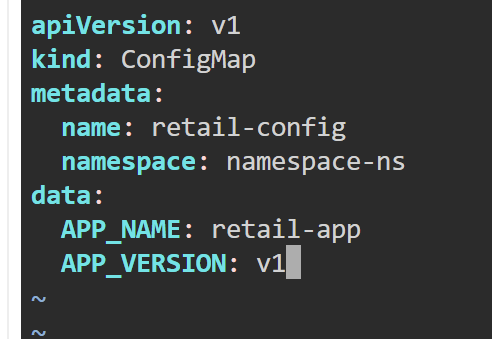 apiVersion: v1
kind: ConfigMap
metadata:
  name: retail-config
  namespace: namespace-ns
data:
  APP_NAME: retail-app
  APP_VERSION: v1
~
~